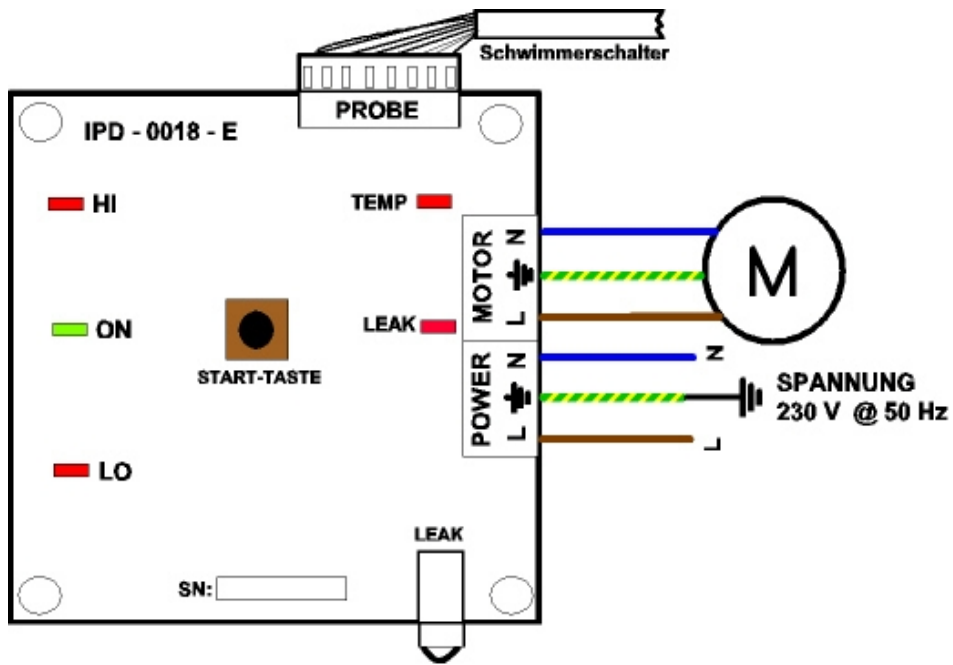 Schwimmerschalter
PROBE
IPD - 0018 - E
HI
TEMP
MOTOR
N
L
M
ON
LEAK
START-TASTE
POWER
N
L
N
L
SPANNUNG
230 V @ 50 Hz
LO
LEAK
SN: